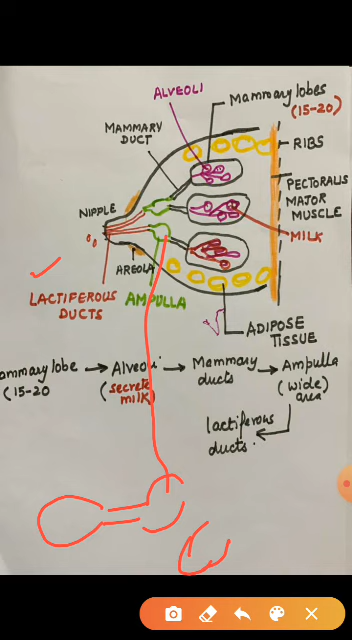 ALVEOLI
Mammary lobes
(15-20)
MAMMARY
DUCT
RIBS
PECTORALIS
MAJOR
MUSCLE
NIPPLE
MILK
AREOLA
LACTIFEROUS
DUCTS
AMPULLA
ADIPOSE
TISSUE
ammary lobe → Alveoli → Mammary ducts → Ampulla
(15-20
(secrete milk)
(wide area)
lactiferous
ducts.